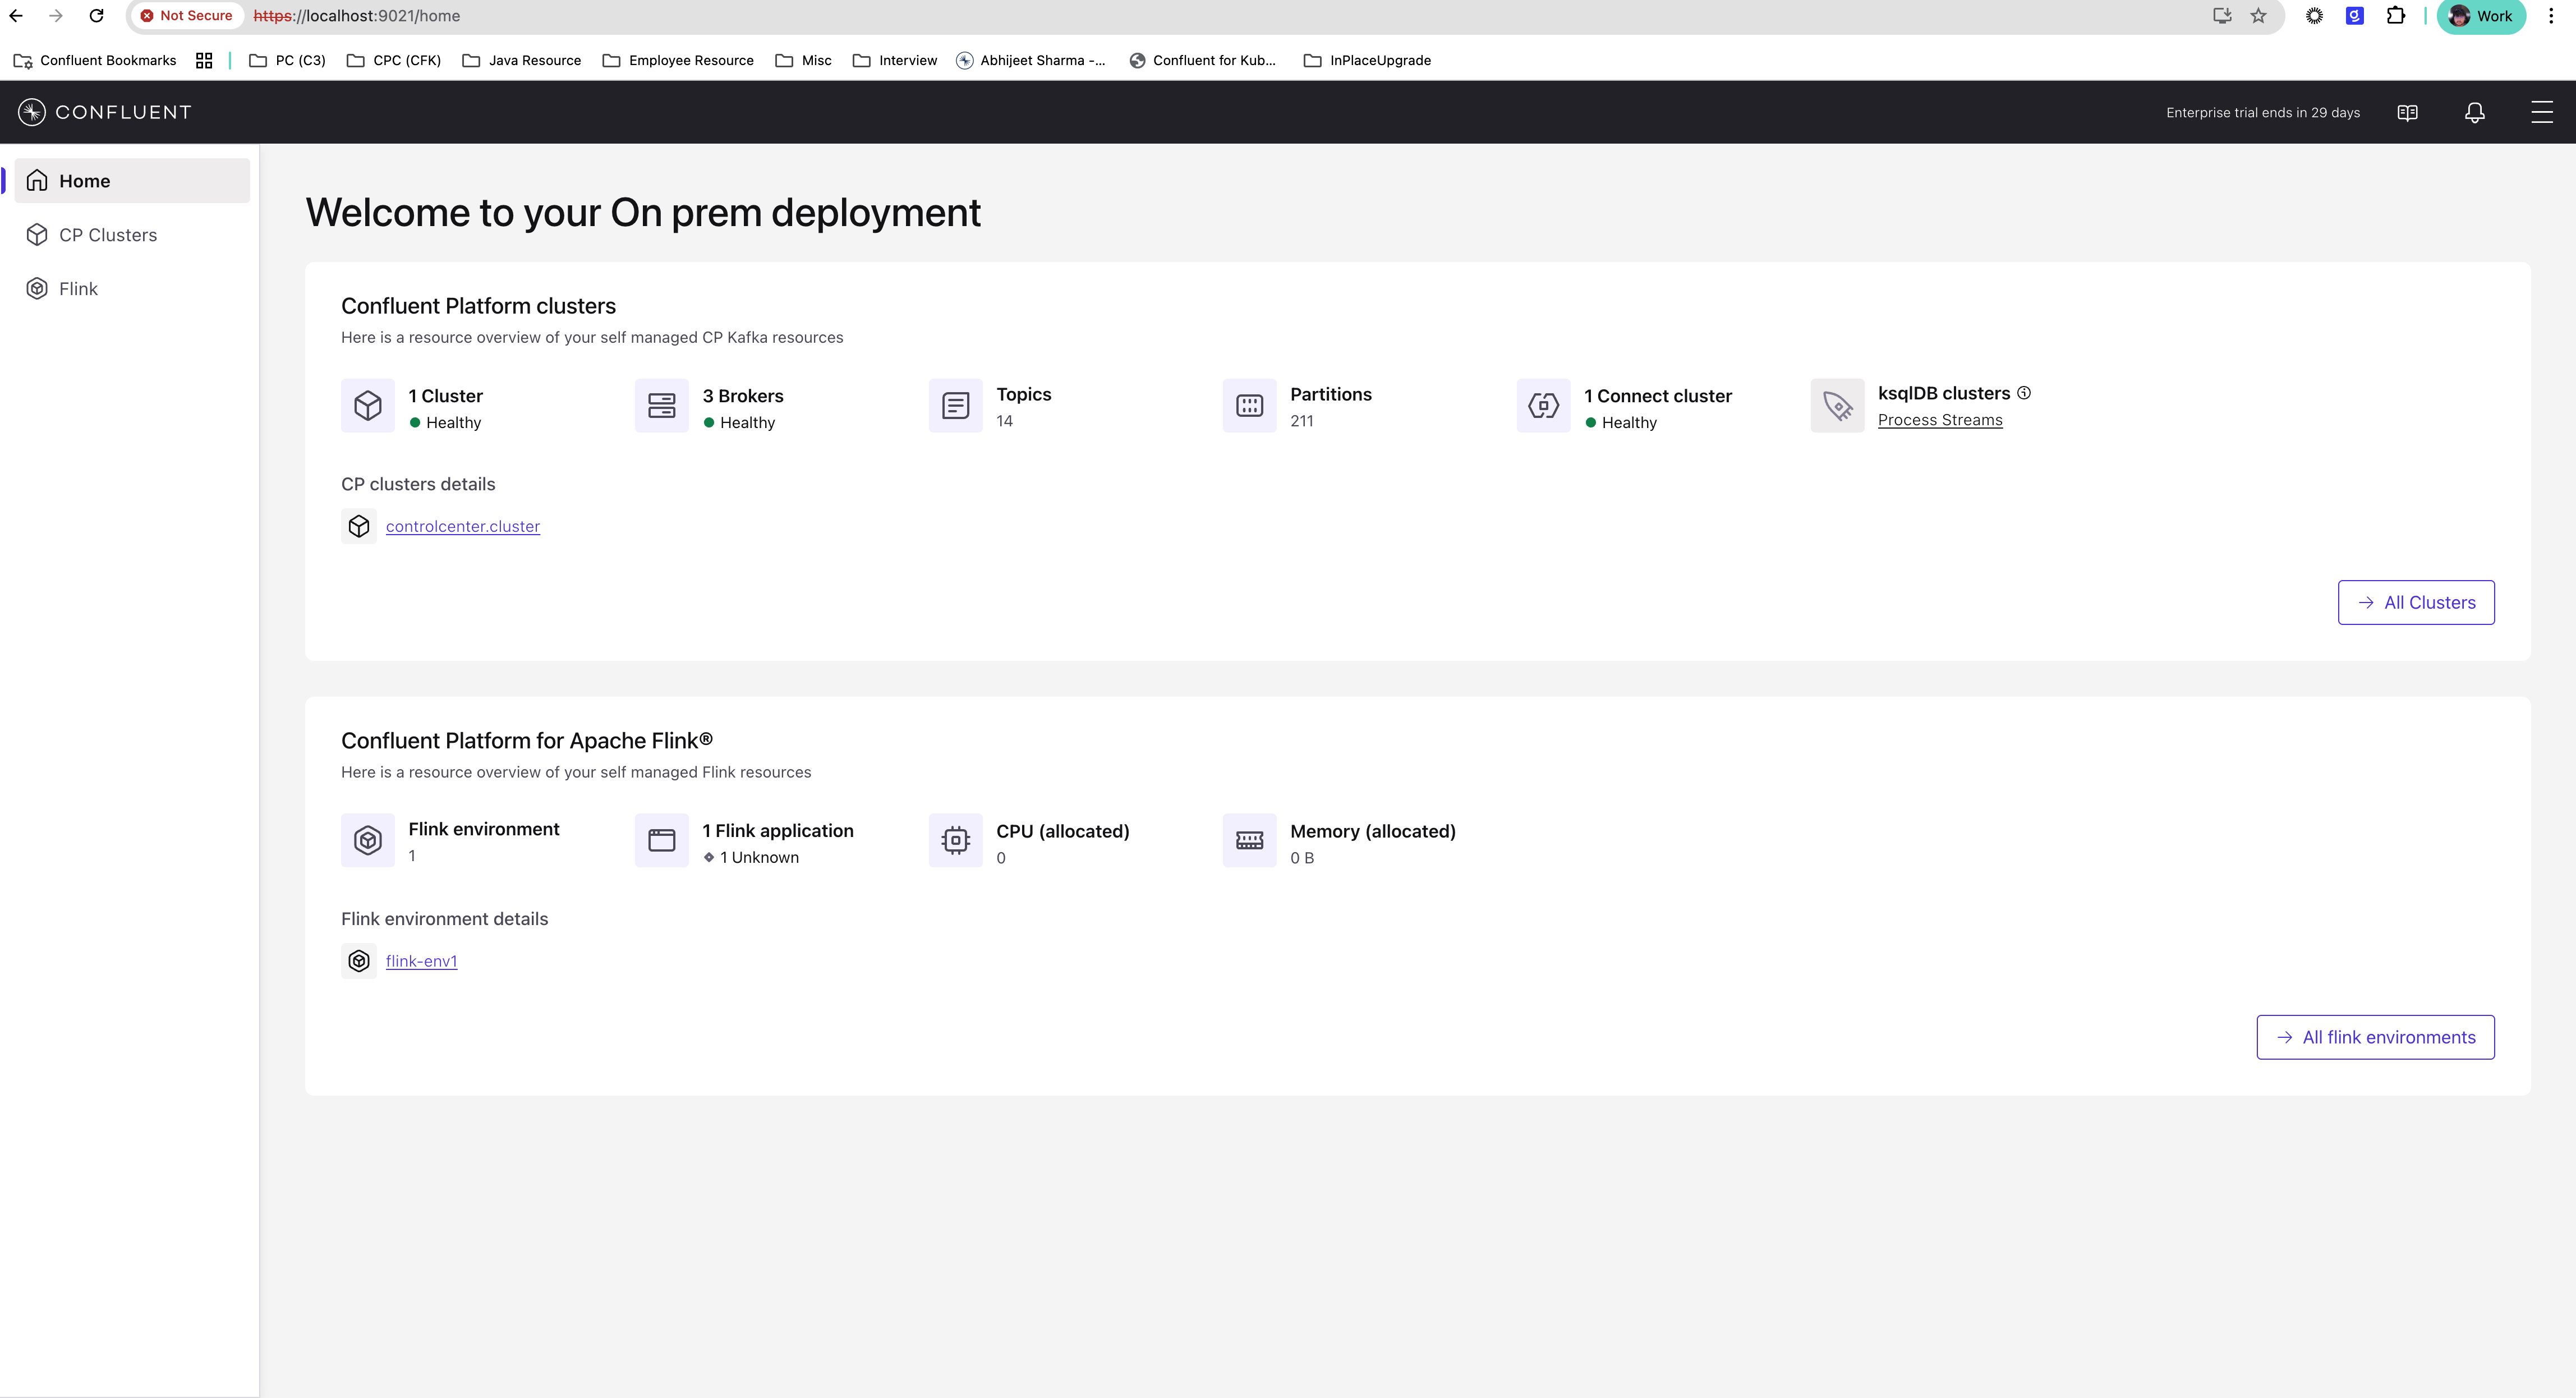 Not Secure https://localhost:9021/home Work
Confluent Bookmarks PC (C3) CPC (CFK) Java Resource Employee Resource Misc Interview Abhijeet Sharma -... Confluent for Kub... InPlaceUpgrade
CONFLUENT Enterprise trial ends in 29 days
Home
CP Clusters
Flink
Welcome to your On prem deployment
Confluent Platform clusters
Here is a resource overview of your self managed CP Kafka resources
1 Cluster
Healthy
3 Brokers
Healthy
Topics
14
Partitions
211
1 Connect cluster
Healthy
ksqlDB clusters
Process Streams
CP clusters details
controlcenter.cluster
All Clusters
Confluent Platform for Apache Flink®
Here is a resource overview of your self managed Flink resources
Flink environment
1
1 Flink application
1 Unknown
CPU (allocated)
0
Memory (allocated)
0 B
Flink environment details
flink-env1
All flink environments